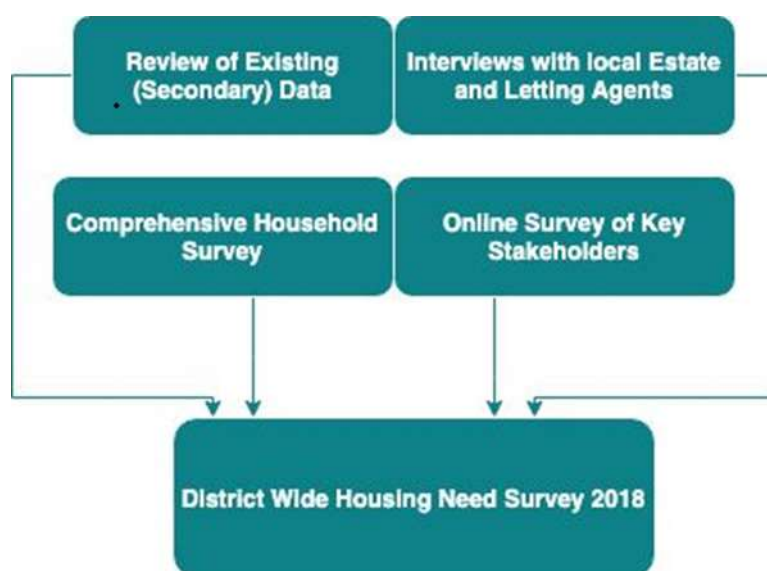 Review of Existing
(Secondary) Data
Interviews with local Estate
and Letting Agents
Comprehensive Household
Survey
Online Survey of Key
Stakeholders
District Wide Housing Need Survey 2018